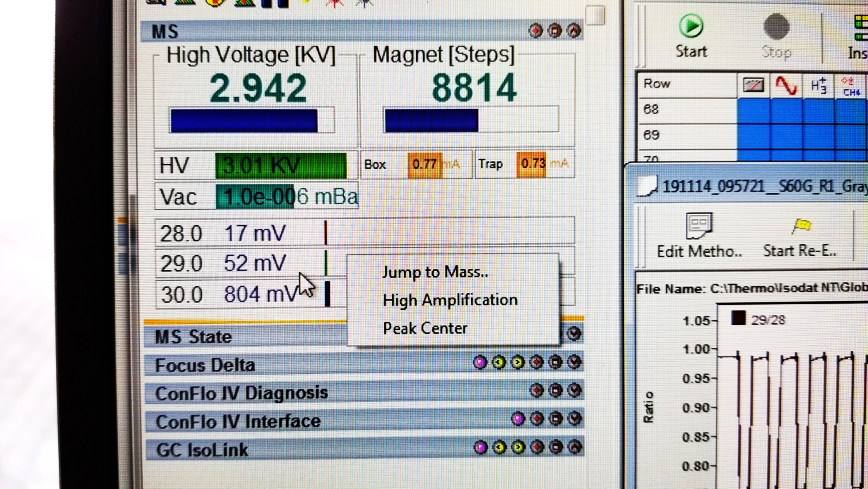 MS
High Voltage [KV]
2.942
Magnet [Steps]
8814
HV 3.01 KV
Box 0.77 mA
Trap 0.73 mA
Vac 1.0e-006 mBa
28.0 17 mV
29.0 52 mV
30.0 804 mV
Jump to Mass..
High Amplification
Peak Center
MS State
Focus Delta
ConFlo IV Diagnosis
ConFlo IV Interface
GC IsoLink
Start
Stop
Ins
Row
H3+
CH4
68
69
70
191114_095721__S60G_R1_Gray
Edit Metho..
Start Re-E..
File Name: C:\Thermo\Isodat NT\Glob
29/28
Ratio
1.05
1.00
0.95
0.90
0.85
0.80